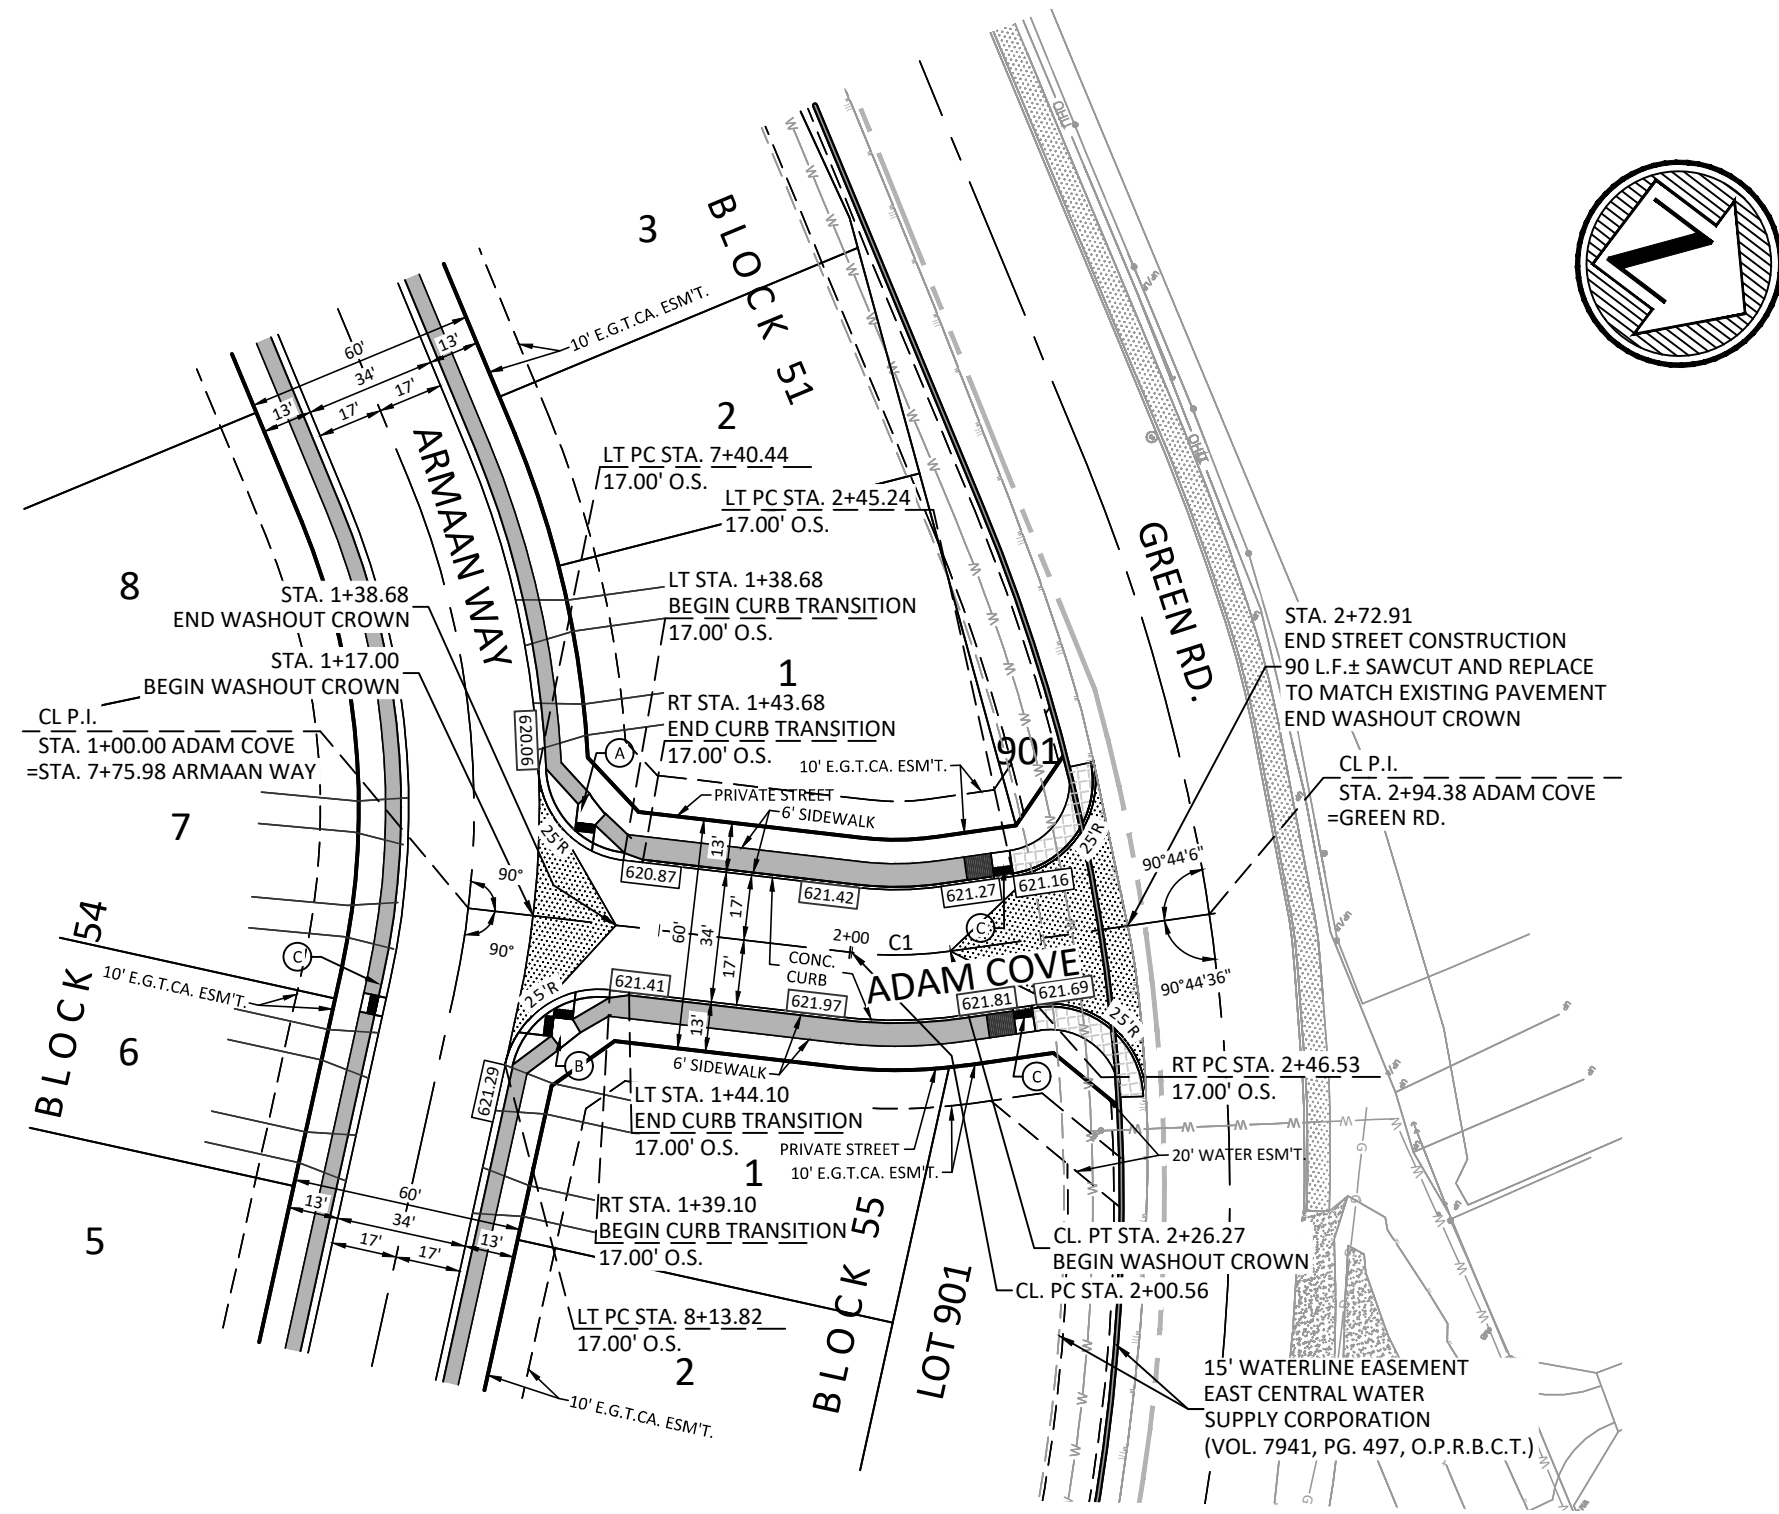 3
BLOCK 51
10' E.G.T.CA. ESM'T.
60'
13'
34'
17'
17'
13'
2
ARMAAN WAY
LT PC STA. 7+40.44
17.00' O.S.
LT PC STA. 2+45.24
17.00' O.S.
GREEN RD.
8
STA. 1+38.68
END WASHOUT CROWN
LT STA. 1+38.68
BEGIN CURB TRANSITION
17.00' O.S.
STA. 1+17.00
BEGIN WASHOUT CROWN
1
RT STA. 1+43.68
END CURB TRANSITION
17.00' O.S.
STA. 2+72.91
END STREET CONSTRUCTION
90 L.F.± SAWCUT AND REPLACE
TO MATCH EXISTING PAVEMENT
END WASHOUT CROWN
CL P.I.
STA. 1+00.00 ADAM COVE
=STA. 7+75.98 ARMAAN WAY
CL P.I.
STA. 2+94.38 ADAM COVE
=GREEN RD.
620.06
A
901
10' E.G.T.CA. ESM'T.
PRIVATE STREET
6' SIDEWALK
7
25'R
13'
25'R
90°44'6"
90°
620.87
621.42
621.27
621.16
17'
60'
34'
2+00
C1
C
90°
17'
CONC.
CURB
ADAM COVE
90°44'36"
BLOCK 54
C
10' E.G.T.CA. ESM'T.
25'R
621.41
621.97
621.81
621.69
25'R
13'
6
B
6' SIDEWALK
C
621.29
RT PC STA. 2+46.53
17.00' O.S.
LT STA. 1+44.10
END CURB TRANSITION
17.00' O.S.
PRIVATE STREET
10' E.G.T.CA. ESM'T.
20' WATER ESM'T.
1
5
13'
60'
34'
17'
17'
13'
RT STA. 1+39.10
BEGIN CURB TRANSITION
17.00' O.S.
CL. PT STA. 2+26.27
BEGIN WASHOUT CROWN
CL. PC STA. 2+00.56
BLOCK 55
LOT 901
LT PC STA. 8+13.82
17.00' O.S.
2
10' E.G.T.CA. ESM'T.
15' WATERLINE EASEMENT
EAST CENTRAL WATER
SUPPLY CORPORATION
(VOL. 7941, PG. 497, O.P.R.B.C.T.)